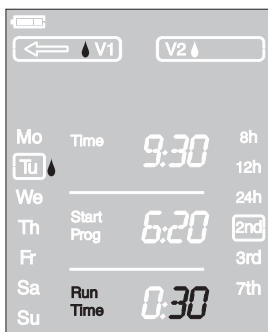 V1 V2
Mo Time 9:30 8h
Tu 12h
We 24h
Th Start Prog 6:20 2nd
Fr 3rd
Sa Run Time 0:30 7th
Su